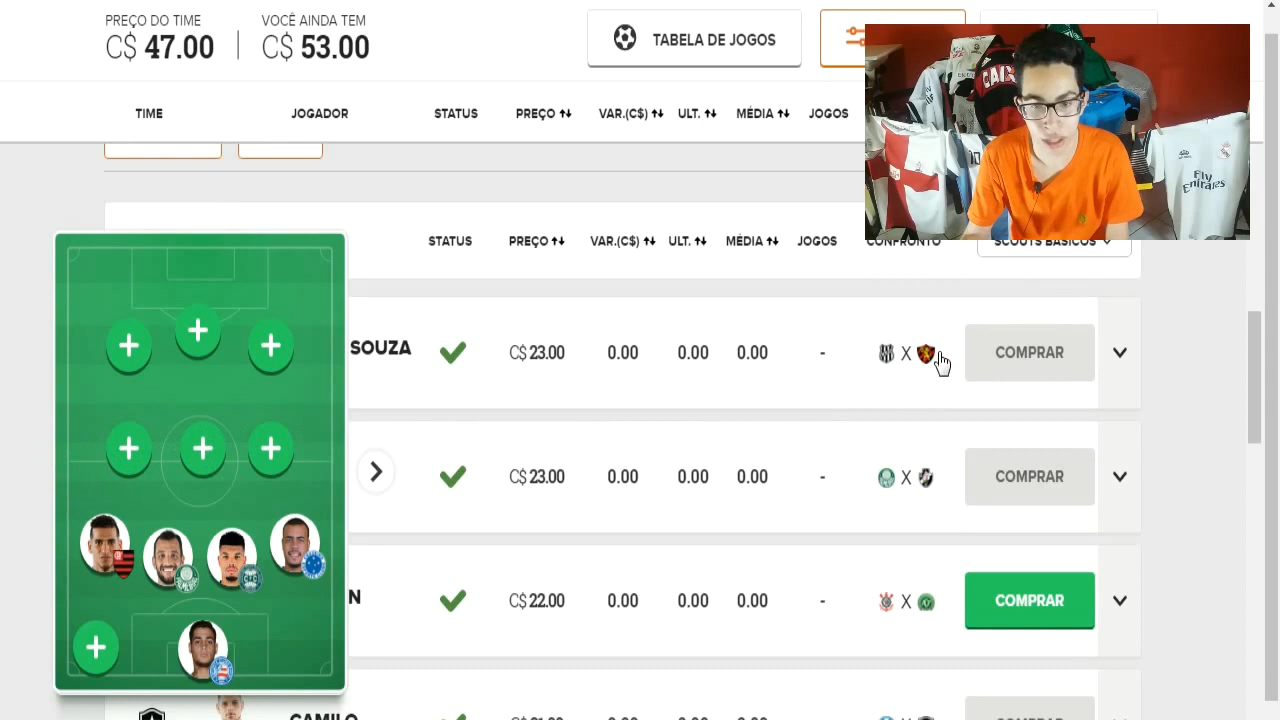 PREÇO DO TIME
C$ 47.00
VOCÊ AINDA TEM
C$ 53.00
TABELA DE JOGOS
TIME JOGADOR STATUS PREÇO VAR.(C$) ULT. MÉDIA JOGOS
STATUS PREÇO VAR.(C$) ULT. MÉDIA JOGOS CONFRONTO SCOUTS BÁSICOS
SOUZA C$ 23.00 0.00 0.00 0.00 - X COMPRAR
C$ 23.00 0.00 0.00 0.00 - X COMPRAR
N C$ 22.00 0.00 0.00 0.00 - X COMPRAR
CAMILO
Fly
Emirates